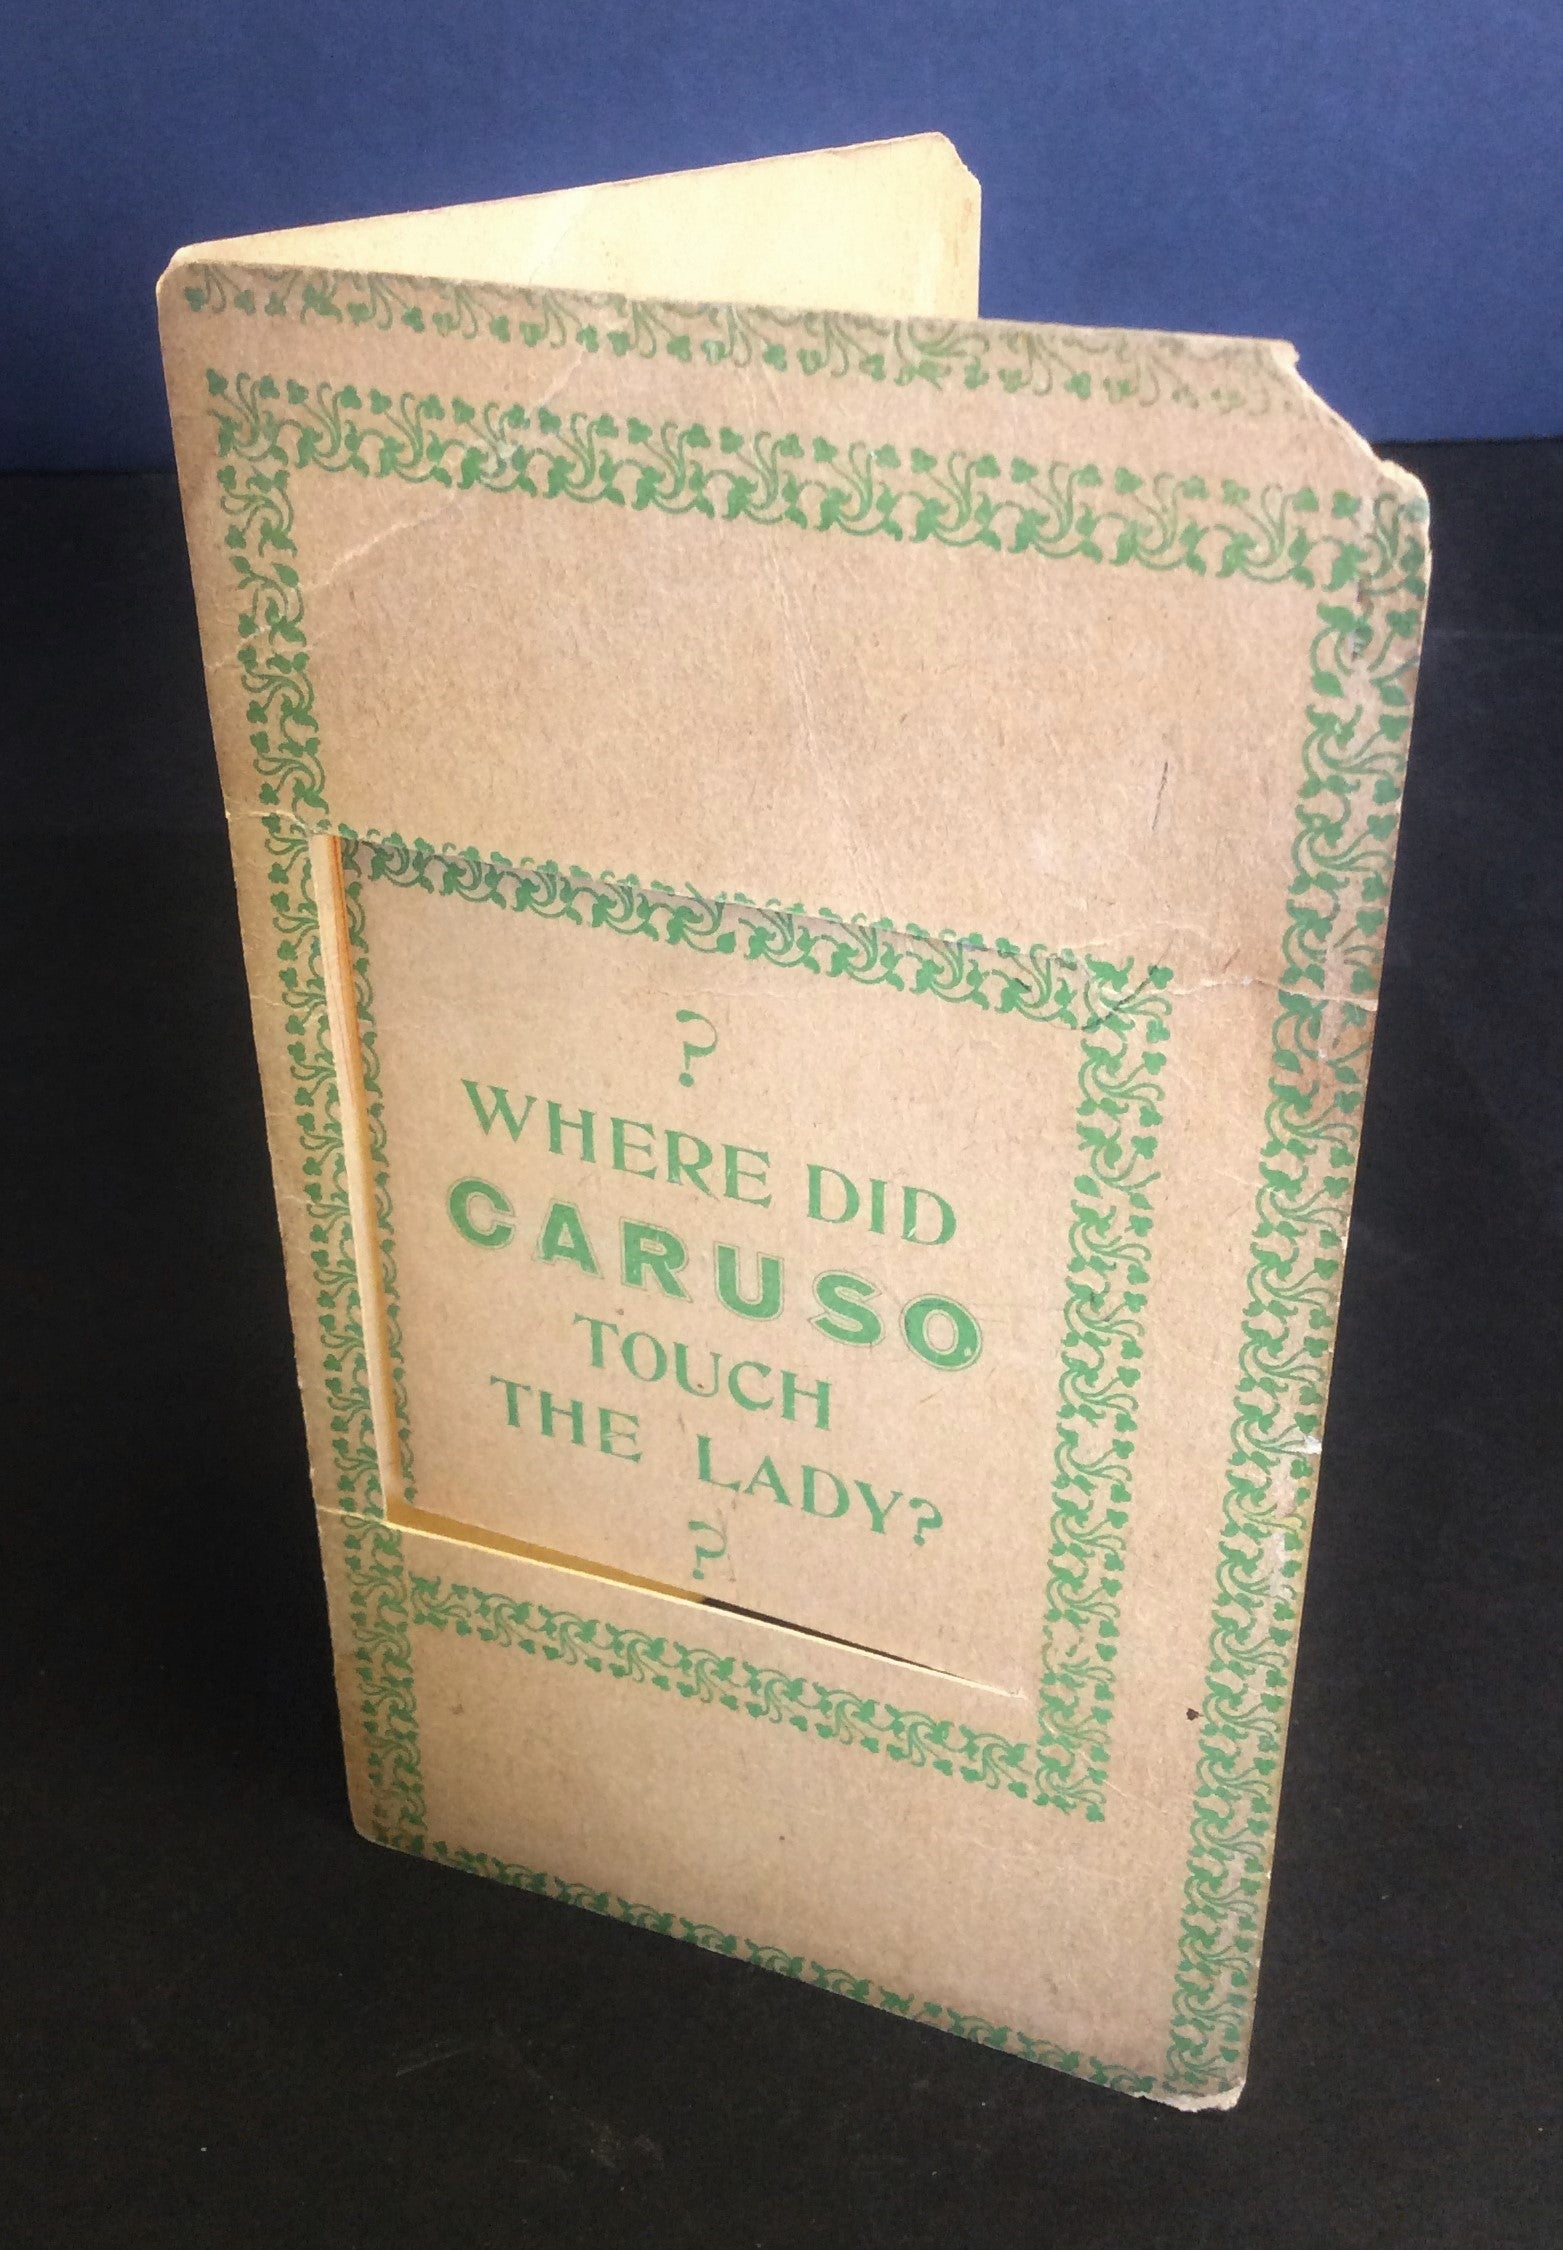 ?
WHERE DID
CARUSO
TOUCH
THE LADY?
?